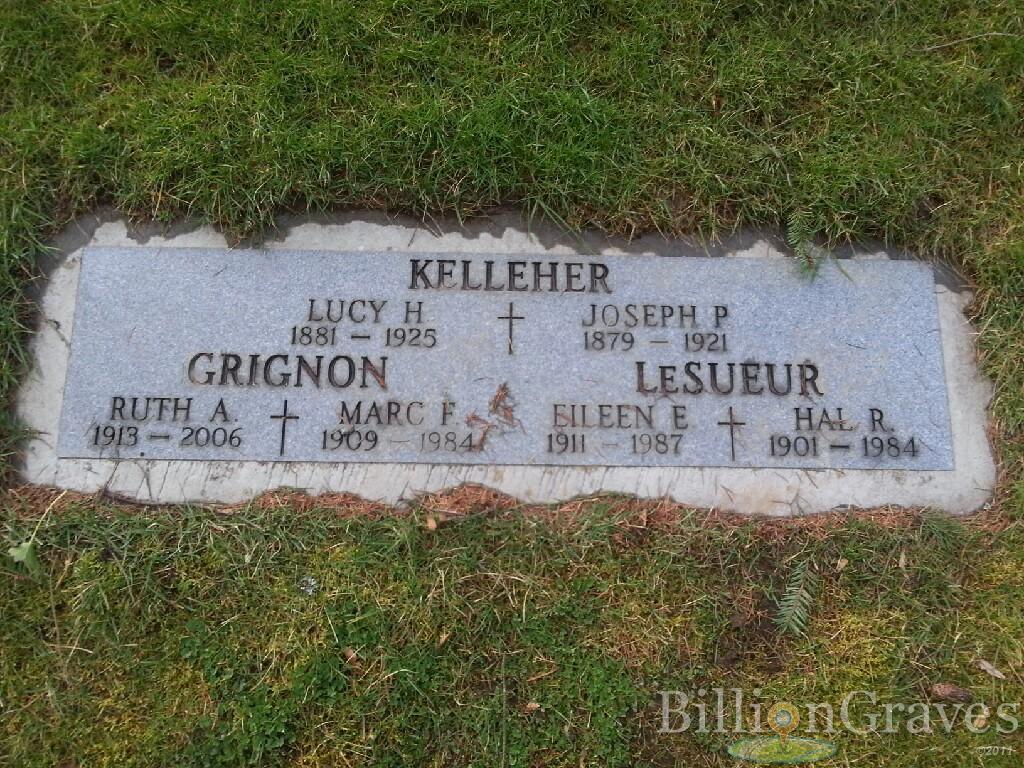 KELLEHER
LUCY H JOSEPH P
1881 - 1925 1879 - 1921
GRIGNON LeSUEUR
RUTH A. MARC F. EILEEN E HAL R.
1913 - 2006 1909 - 1984 1911 - 1987 1901 - 1984
BillionGraves
©2011